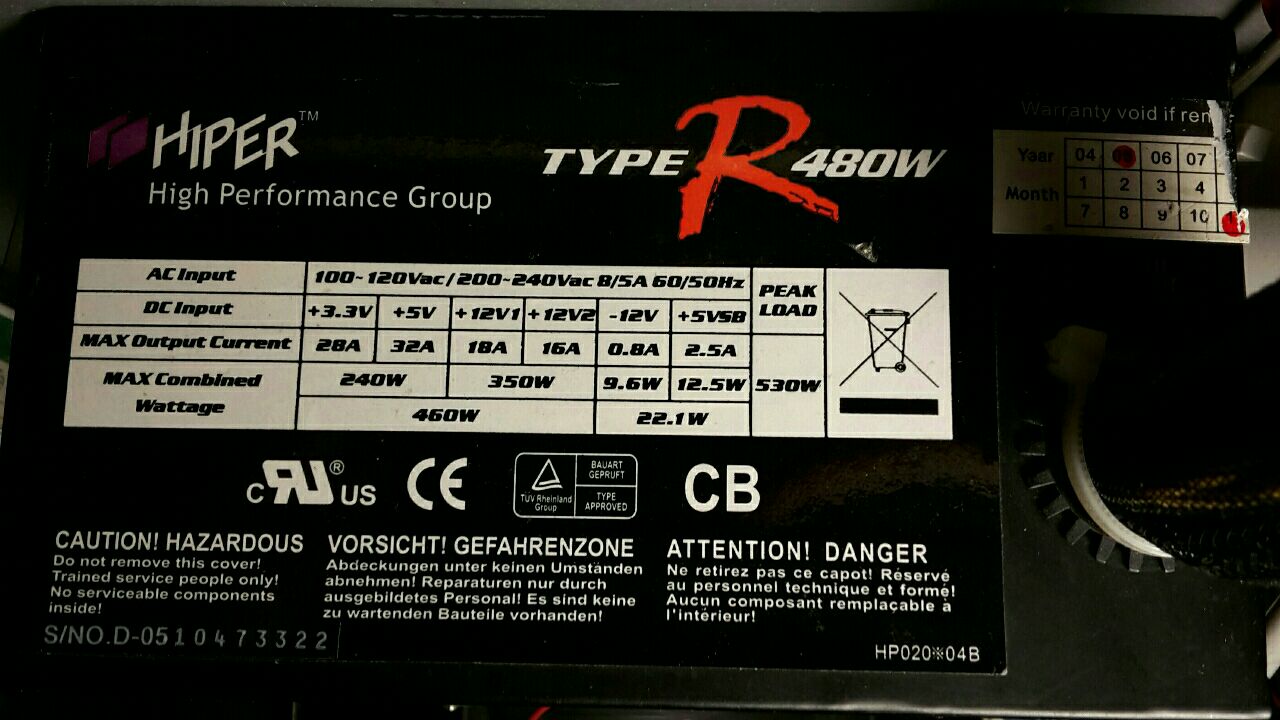 HIPER™
High Performance Group
TYPE R 480W
Warranty void if
Year 04 06 07
Month 1 2 3 4
7 8 9 10
AC Input 100~120Vac/200~240Vac 8/5A 60/50Hz PEAK LOAD
DC Input +3.3V +5V +12V1 +12V2 -12V +5VSB
MAX Output Current 28A 32A 18A 16A 0.8A 2.5A
MAX Combined Wattage 240W 350W 9.6W 12.5W 530W
460W 22.1W
c RU® US CE
TÜV Rheinland Group
BAUART GEPRÜFT
TYPE APPROVED
CB
CAUTION! HAZARDOUS
Do not remove this cover!
Trained service people only!
No serviceable components
inside!
VORSICHT! GEFAHRENZONE
Abdeckungen unter keinen Umständen
abnehmen! Reparaturen nur durch
ausgebildetes Personal! Es sind keine
zu wartenden Bauteile vorhanden!
ATTENTION! DANGER
Ne retirez pas ce capot! Réservé
au personnel technique et formé!
Aucun composant remplaçable à
l'intérieur!
S/NO.D-0510473322
HP020※04B